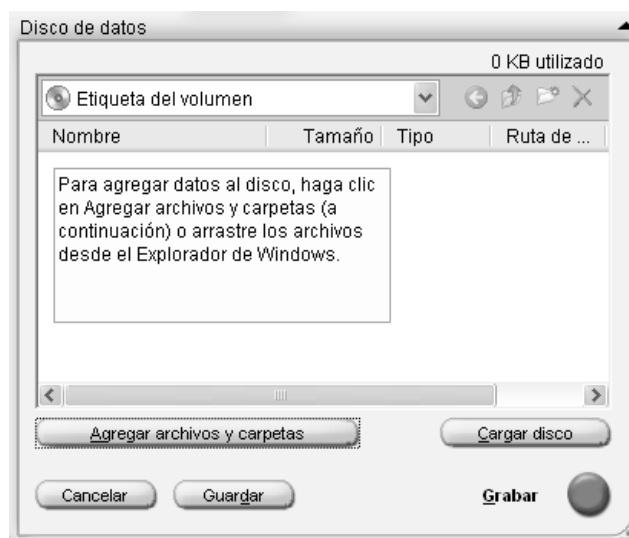 Disco de datos
0 KB utilizado
Etiqueta del volumen
Nombre Tamaño Tipo Ruta de ...
Para agregar datos al disco, haga clic
en Agregar archivos y carpetas (a
continuación) o arrastre los archivos
desde el Explorador de Windows.
Agregar archivos y carpetas Cargar disco
Cancelar Guardar Grabar